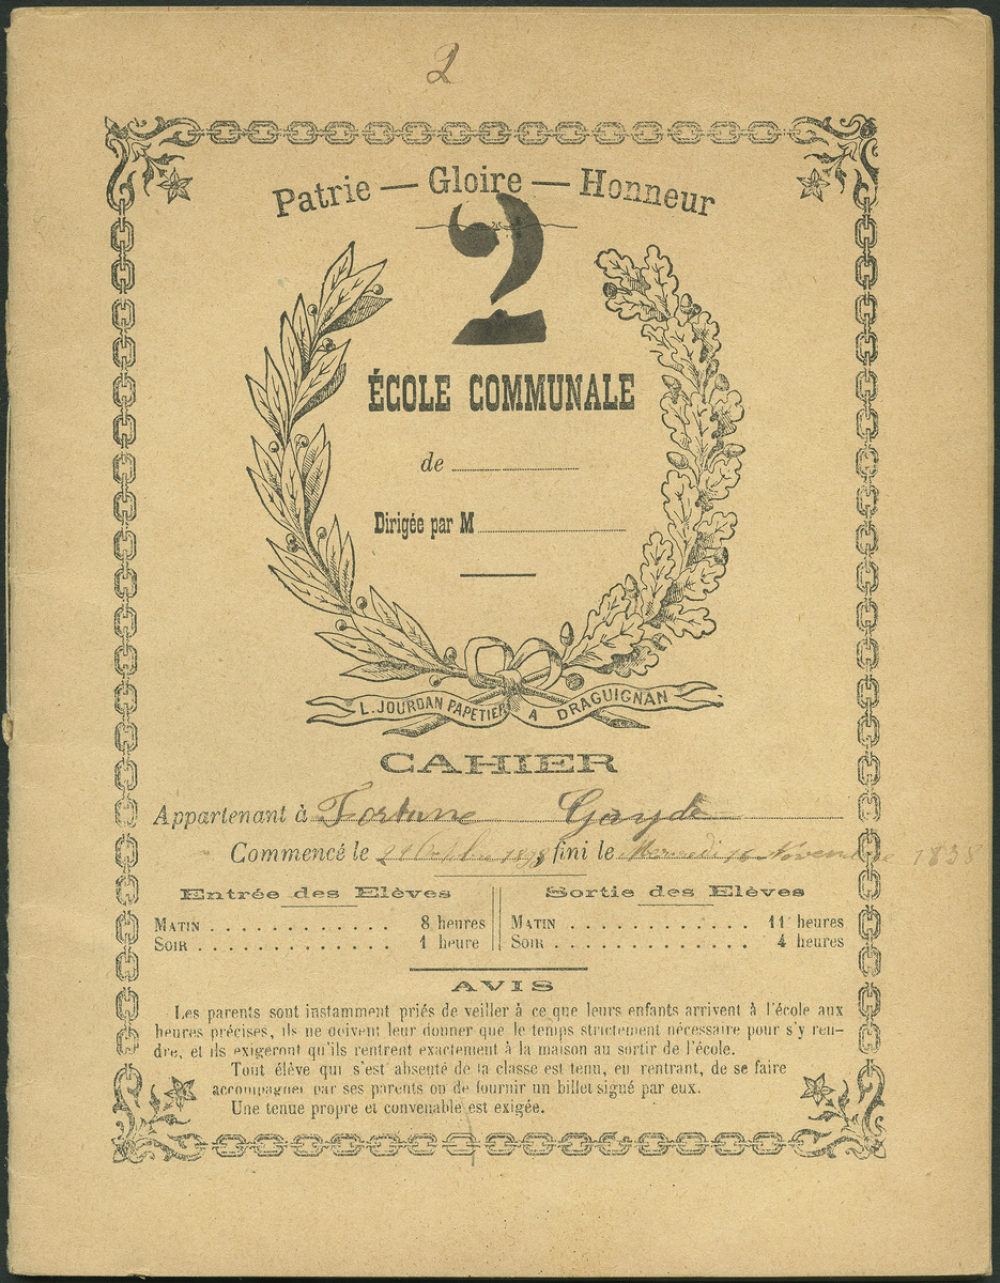 2
Patrie — Gloire — Honneur
2
ÉCOLE COMMUNALE
de
Dirigée par M
L. JOURDAN PAPETIER A DRAGUIGNAN
CAHIER
Appartenant à Fortune Gayde
Commencé le fini le Mercredi 16 Novembre 1838
Entrée des Elèves
MATIN . . . . . . . . . . . . . 8 heures
SOIR . . . . . . . . . . . . . . 1 heure
Sortie des Elèves
MATIN . . . . . . . . . . . . . 11 heures
SOIR . . . . . . . . . . . . . . 4 heures
AVIS
Les parents sont instamment priés de veiller à ce que leurs enfants arrivent à l'école aux
heures précises, ils ne doivent leur donner que le temps strictement nécessaire pour s'y ren-
dre, et ils exigeront qu'ils rentrent exactement à la maison au sortir de l'école.
Tout élève qui s'est absenté de la classe est tenu, en rentrant, de se faire
accompagner par ses parents ou de fournir un billet signé par eux.
Une tenue propre et convenable est exigée.